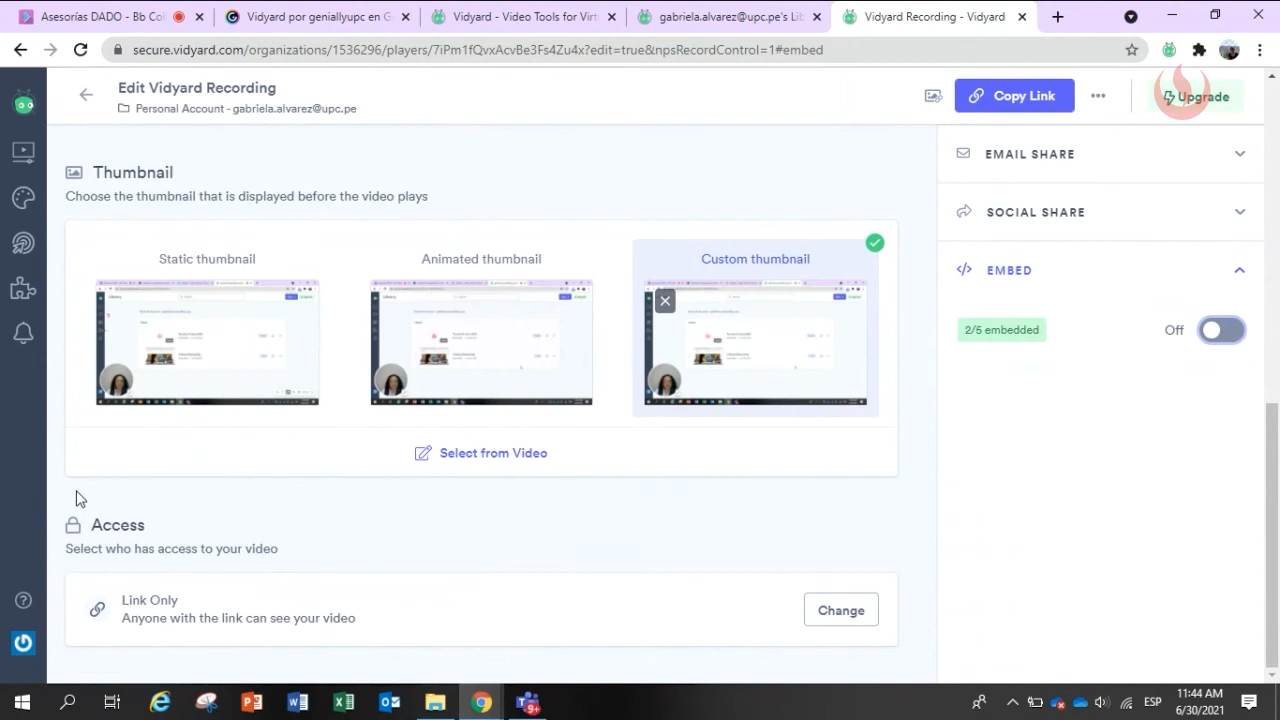 Asesorías DADO - Bb Col
Vidyard por geniallyupc en G
Vidyard - Video Tools for Virt
gabriela.alvarez@upc.pe's Lib
Vidyard Recording - Vidyard
secure.vidyard.com/organizations/1536296/players/7iPm1fQvxAcvBe3Fs4Zu4x?edit=true&npsRecordControl=1#embed
Edit Vidyard Recording
Personal Account - gabriela.alvarez@upc.pe
Copy Link
Upgrade
Thumbnail
Choose the thumbnail that is displayed before the video plays
Static thumbnail
Animated thumbnail
Custom thumbnail
Select from Video
Access
Select who has access to your video
Link Only
Anyone with the link can see your video
Change
EMAIL SHARE
SOCIAL SHARE
EMBED
2/5 embedded
Off
ESP
11:44 AM
6/30/2021